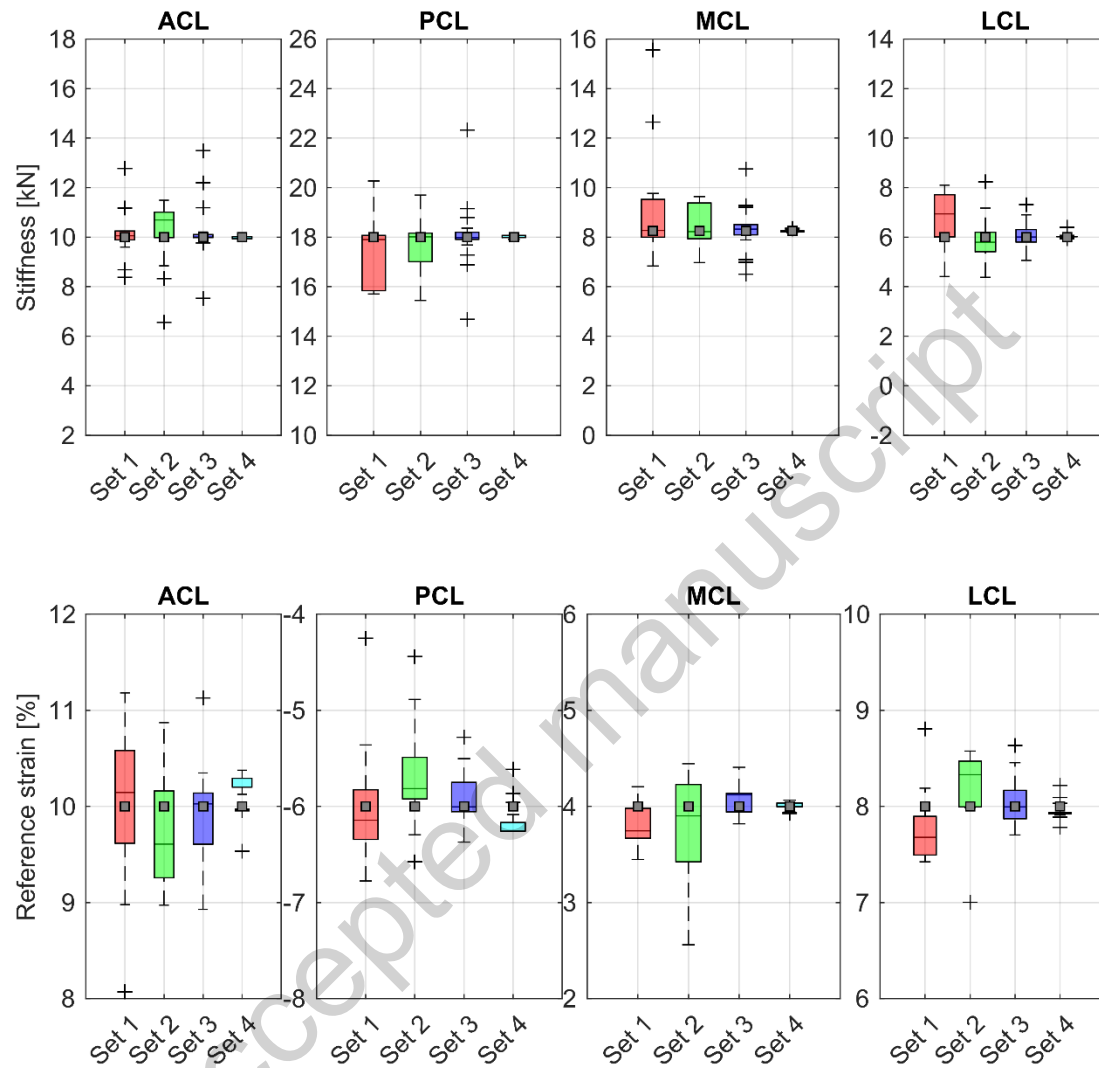 ACL PCL MCL LCL
18 26 16 14
16 24 14 12
14 22 12 10
12 20 10 8
10 18 8 6
8 16 6 4
6 14 4 2
4 12 2 0
2 10 0 -2
Stiffness [kN]
Set 1 Set 2 Set 3 Set 4 Set 1 Set 2 Set 3 Set 4 Set 1 Set 2 Set 3 Set 4 Set 1 Set 2 Set 3 Set 4
ACL PCL MCL LCL
12 -4 6 10
11 -5 5 9
10 -6 4 8
9 -7 3 7
8 -8 2 6
Reference strain [%]
Set 1 Set 2 Set 3 Set 4 Set 1 Set 2 Set 3 Set 4 Set 1 Set 2 Set 3 Set 4 Set 1 Set 2 Set 3 Set 4
ccepted manuscript